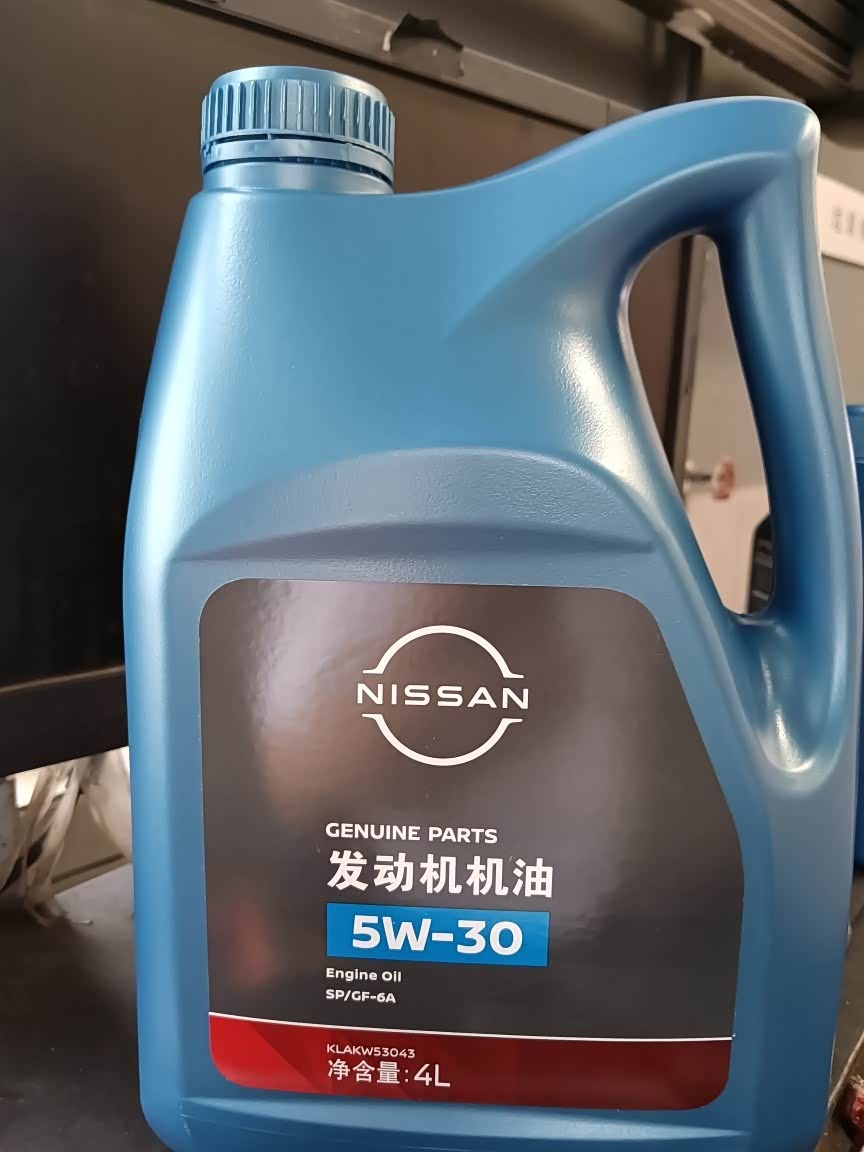 NISSAN
GENUINE PARTS
发动机机油
5W-30
Engine Oil
SP/GF-6A
KLAKW53043
净含量:4L